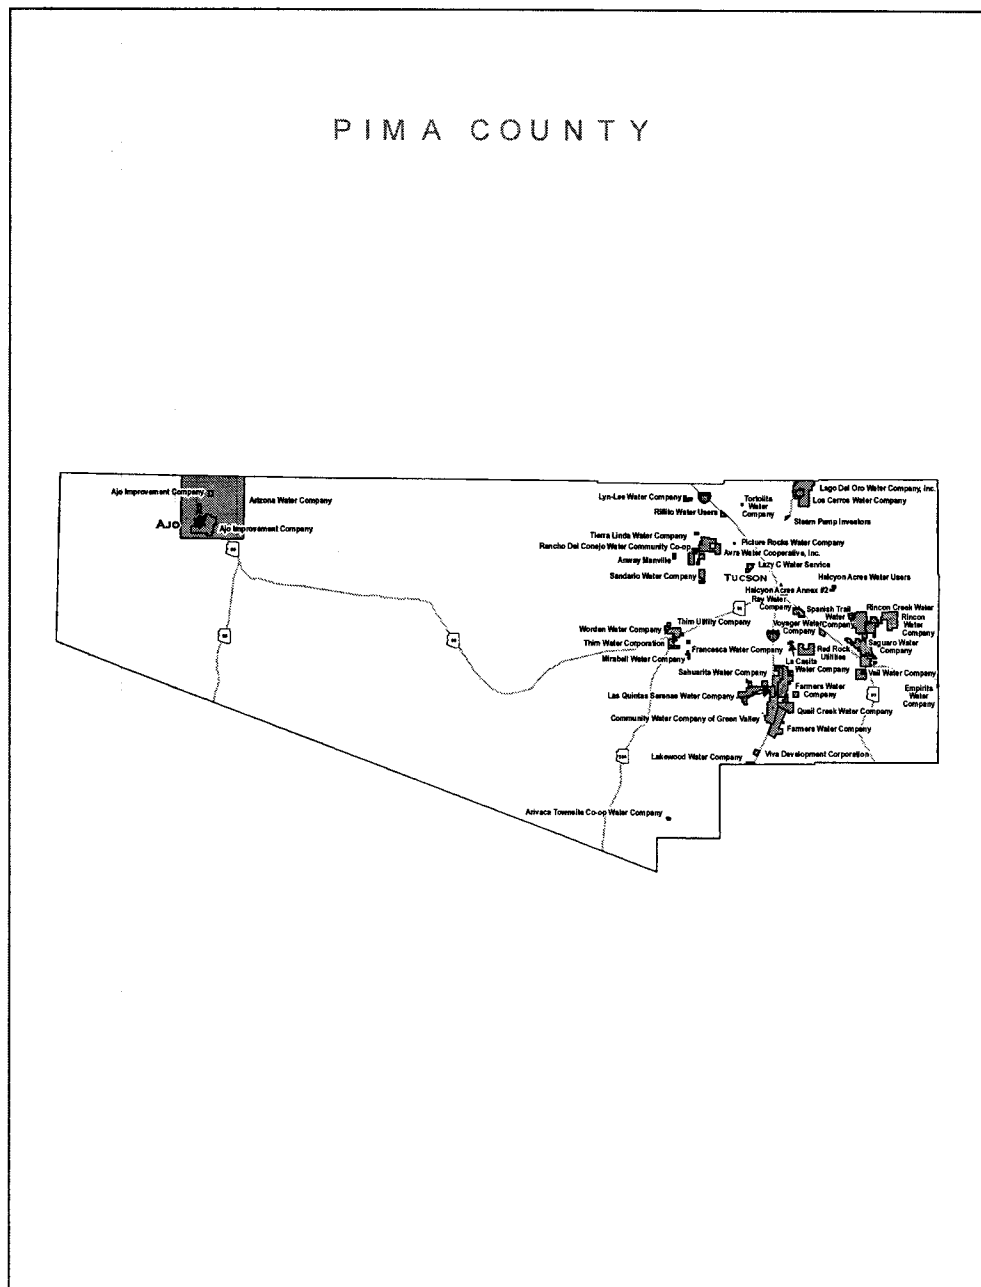 PIMA COUNTY
Ajo Improvement Company
Arizona Water Company
AJO
Ajo Improvement Company
Lago Del Oro Water Company, Inc.
Los Cerros Water Company
Lyn-Lee Water Company
Tortolita
Water
Company
Rillito Water Users
Steam Pump Investors
Tierra Linda Water Company
Picture Rocks Water Company
Rancho Del Conejo Water Community Co-op
Avra Water Cooperative, Inc.
Anway Manville
Lazy C Water Service
Sandario Water Company
TUCSON
Halcyon Acres Water Users
Halcyon Acres Annex #2
Ray Water
Company
Spanish Trail
Water
Company
Rincon Creek Water
Rincon
Water
Company
Thim Utility Company
Voyager Water
Company
Worden Water Company
Thim Water Corporation
Francesca Water Company
Red Rock
Utilities
Saguaro Water
Company
Mirabell Water Company
La Casita
Water Company
Sahuarita Water Company
Vail Water Company
Las Quintas Serenas Water Company
Farmers Water
Company
Empirita
Water
Company
Quail Creek Water Company
Community Water Company of Green Valley
Farmers Water Company
Lakewood Water Company
Viva Development Corporation
Arivaca Townsite Co-op Water Company